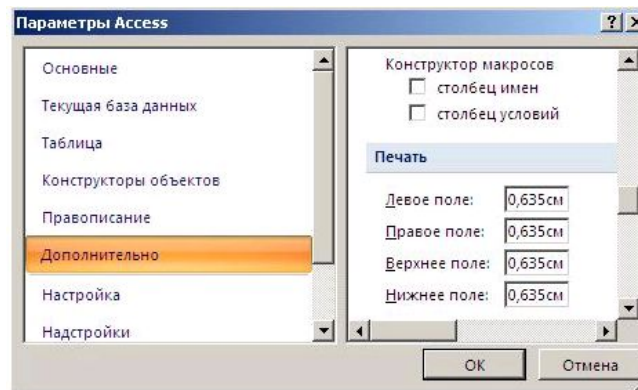 Параметры Access
Основные
Текущая база данных
Таблица
Конструкторы объектов
Правописание
Дополнительно
Настройка
Надстройки
Конструктор макросов
столбец имен
столбец условий
Печать
Левое поле: 0,635см
Правое поле: 0,635см
Верхнее поле: 0,635см
Нижнее поле: 0,635см
ОК Отмена